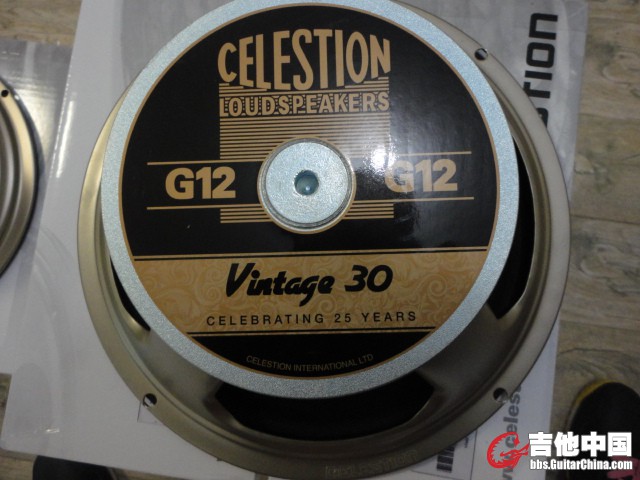 CELESTION
LOUDSPEAKERS
G12 G12
Vintage 30
CELEBRATING 25 YEARS
CELESTION INTERNATIONAL LTD
吉他中国
bbs.GuitarChina.com